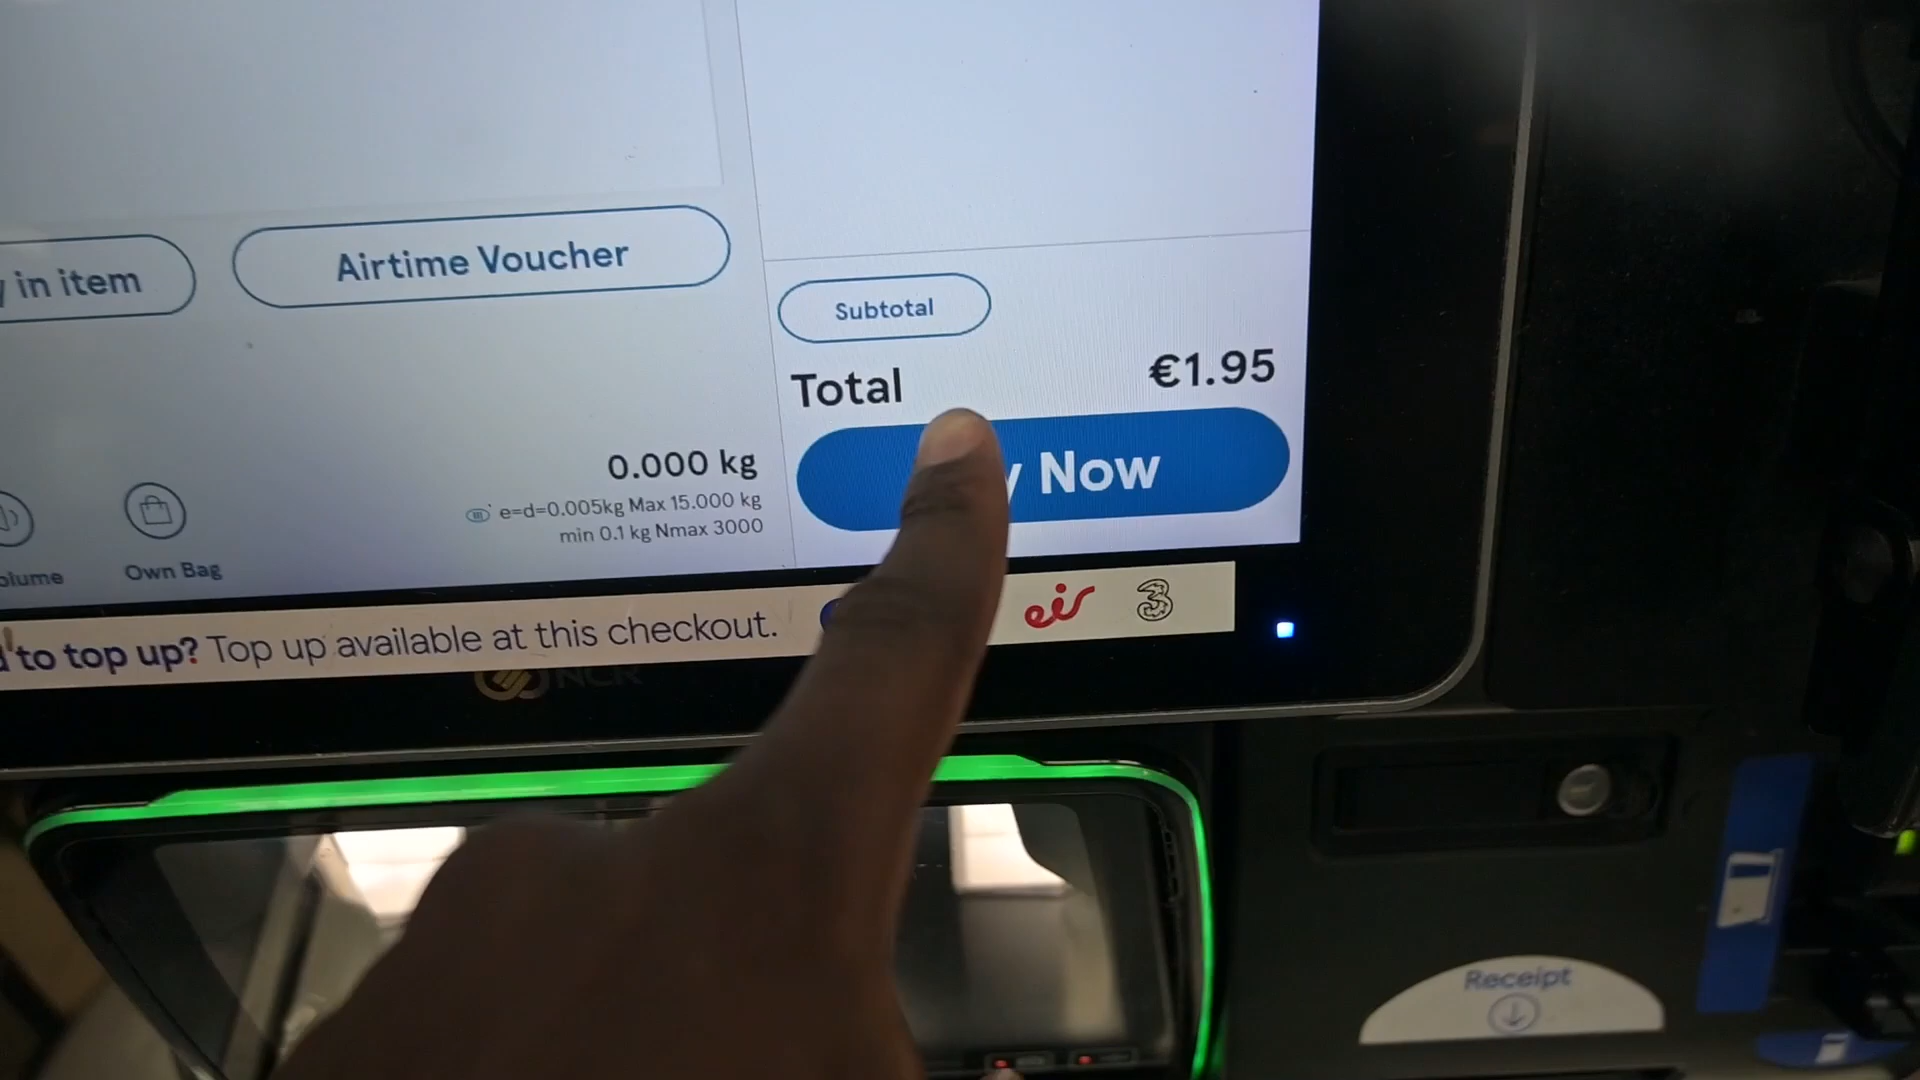 in item
Airtime Voucher
Subtotal
Total
€1.95
Now
0.000 kg
e=d=0.005kg Max 15.000 kg
min 0.1 kg Nmax 3000
Own Bag
to top up? Top up available at this checkout.
eir
3
NCR
Receipt